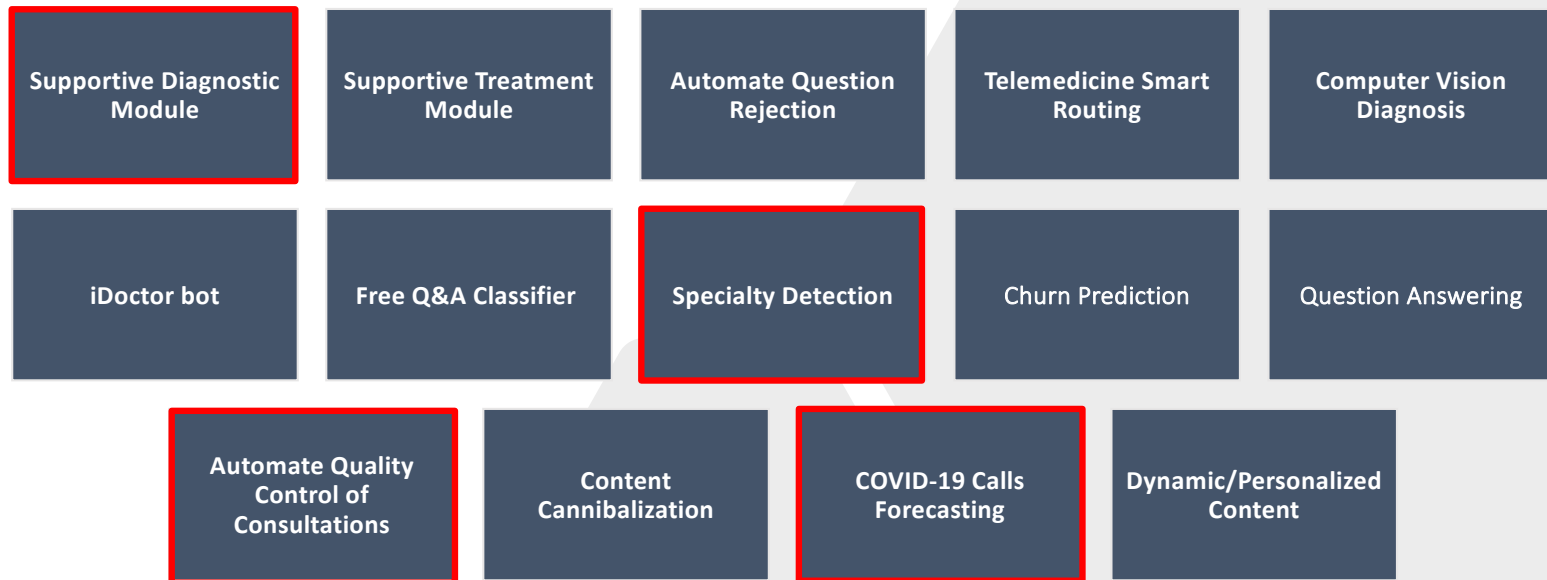 Supportive Diagnostic
Module
Supportive Treatment
Module
Automate Question
Rejection
Telemedicine Smart
Routing
Computer Vision
Diagnosis
iDoctor bot
Free Q&A Classifier
Specialty Detection
Churn Prediction
Question Answering
Automate Quality
Control of
Consultations
Content
Cannibalization
COVID-19 Calls
Forecasting
Dynamic/Personalized
Content